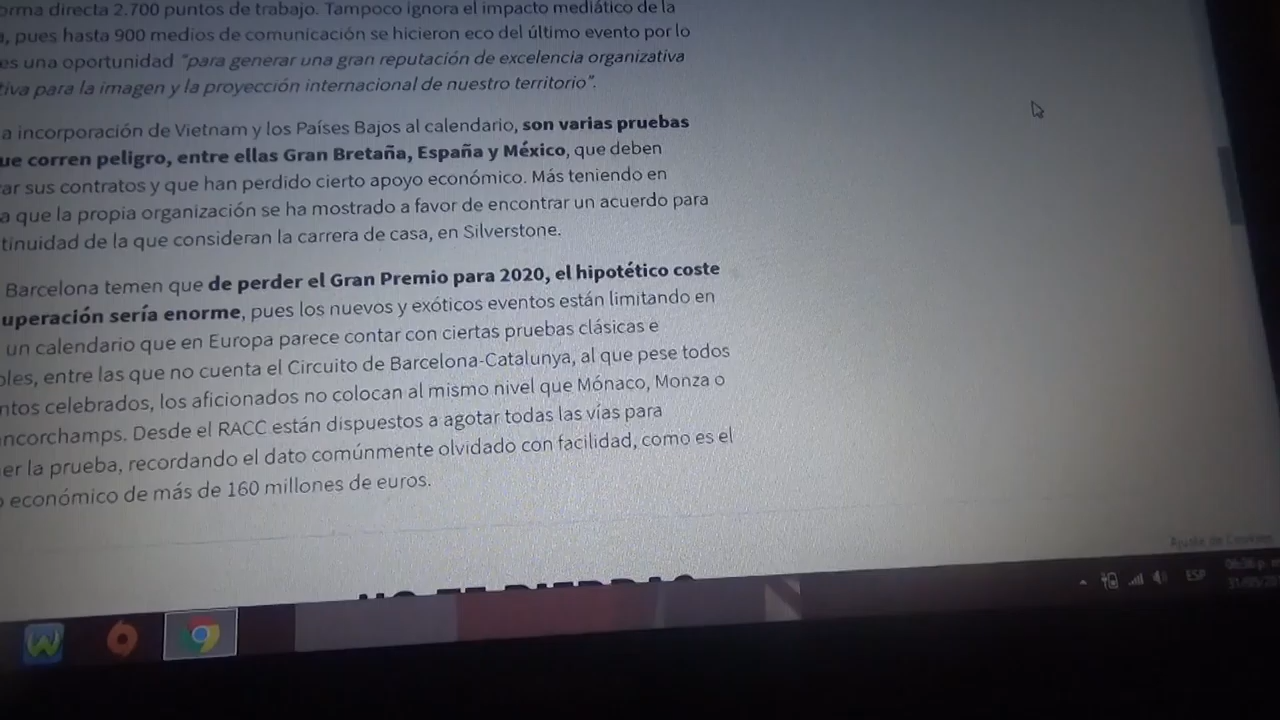 orma directa 2.700 puntos de trabajo. Tampoco ignora el impacto mediático de la
a, pues hasta 900 medios de comunicación se hicieron eco del último evento por lo
es una oportunidad “para generar una gran reputación de excelencia organizativa
tiva para la imagen y la proyección internacional de nuestro territorio”.
a incorporación de Vietnam y los Países Bajos al calendario, son varias pruebas
ue corren peligro, entre ellas Gran Bretaña, España y México, que deben
ar sus contratos y que han perdido cierto apoyo económico. Más teniendo en
a que la propia organización se ha mostrado a favor de encontrar un acuerdo para
tinuidad de la que consideran la carrera de casa, en Silverstone.
Barcelona temen que de perder el Gran Premio para 2020, el hipotético coste
uperación sería enorme, pues los nuevos y exóticos eventos están limitando en
un calendario que en Europa parece contar con ciertas pruebas clásicas e
bles, entre las que no cuenta el Circuito de Barcelona-Catalunya, al que pese todos
ntos celebrados, los aficionados no colocan al mismo nivel que Mónaco, Monza o
ncorchamps. Desde el RACC están dispuestos a agotar todas las vías para
er la prueba, recordando el dato comúnmente olvidado con facilidad, como es el
o económico de más de 160 millones de euros.
Ajuste de Cookies
ESP